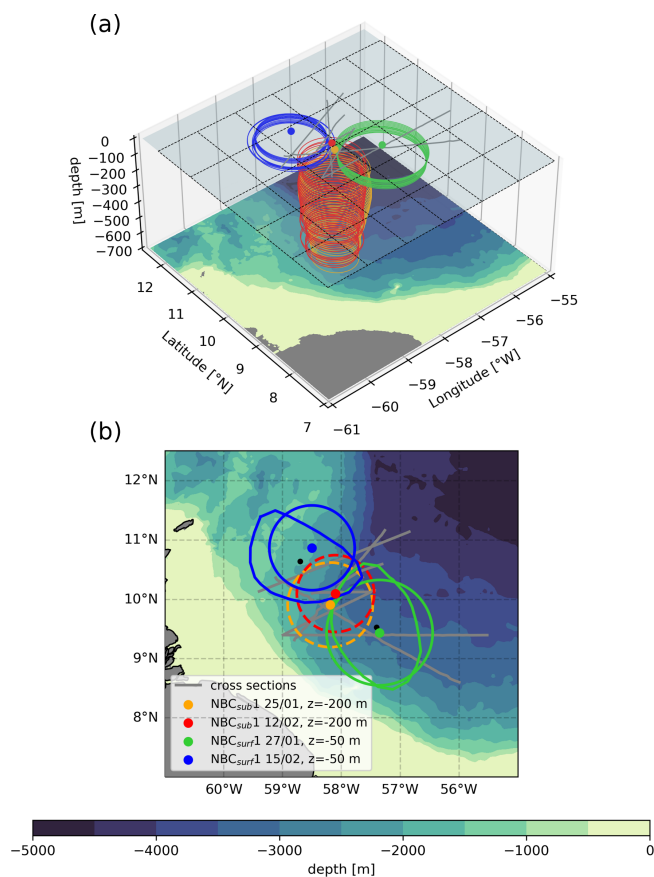 (a)
0
−100
−200
−300
−400
−500
−600
−700
depth [m]
12
11
10
9
8
7
Latitude [°N]
−55
−56
−57
−58
−59
−60
−61
Longitude [°W]
(b)
12°N
11°N
10°N
9°N
8°N
cross sections
NBCsub1 25/01, z=-200 m
NBCsub1 12/02, z=-200 m
NBCsurf1 27/01, z=-50 m
NBCsurf1 15/02, z=-50 m
60°W 59°W 58°W 57°W 56°W
−5000 −4000 −3000 −2000 −1000 0
depth [m]